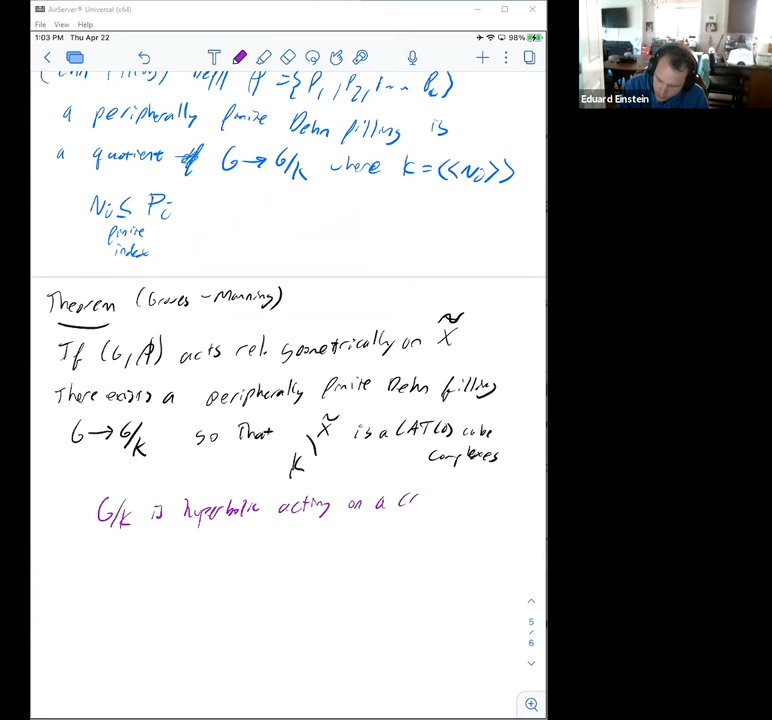 AirServer® Universal (x64)
File Edit View Help
1:03 PM Thu Apr 22
98%
𝒫 = {P₁, P₂, ... Pₖ}
a peripherally finite Dehn filling is
a quotient G → G/K where K = <<Nᵢ>>
Nᵢ ≤ Pᵢ
finite
index
Theorem (Groves - Manning)
If (G, 𝒫) acts rel. geometrically on X̃
There exists a peripherally finite Dehn filling
G → G/K so that K\X̃ is a CAT(0) cube
complexes
G/K is hyperbolic acting on a C
Eduard Einstein
5
/
6